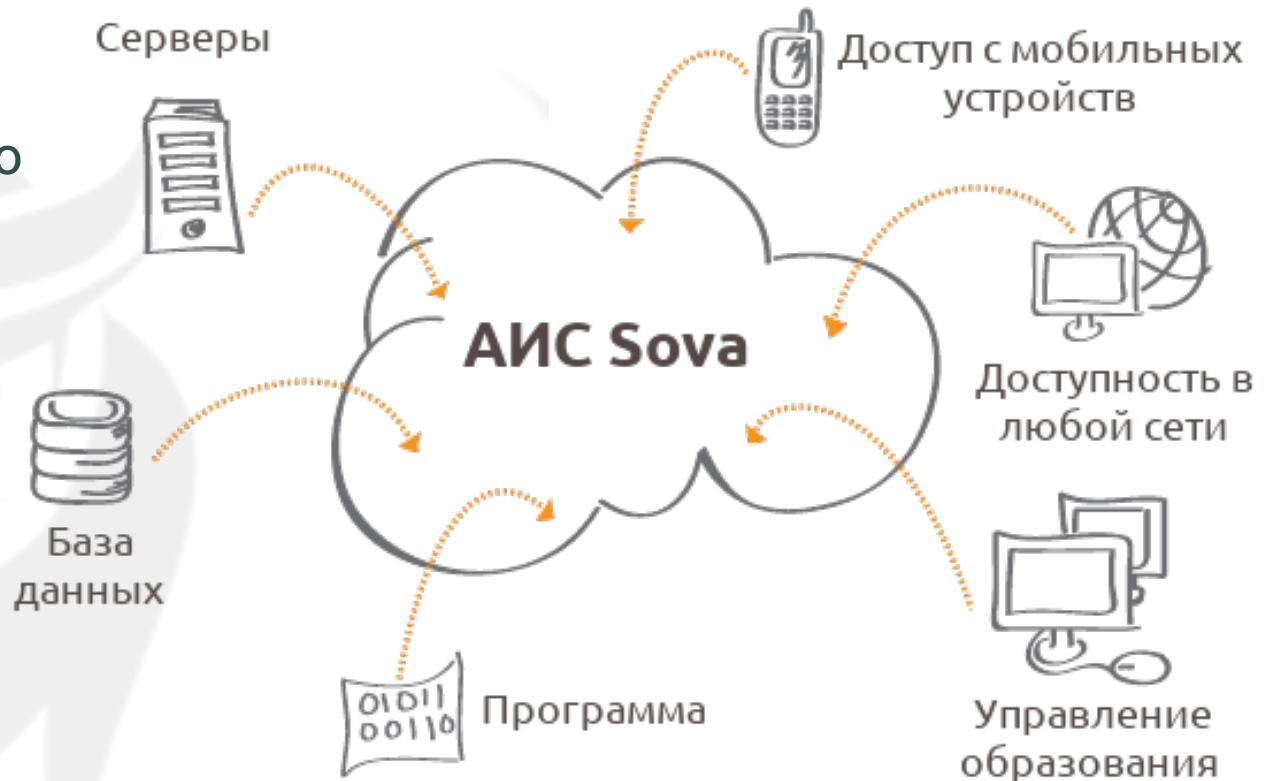 Серверы
Доступ с мобильных
устройств
о
АИС Sova
Доступность в
любой сети
База
данных
01011
00110
Программа
Управление
образования